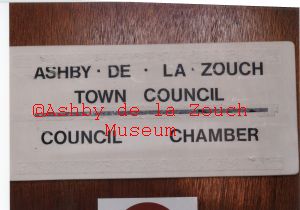 ASHBY · DE · LA · ZOUCH
TOWN COUNCIL
©Ashby de la Zouch
Museum
COUNCIL CHAMBER